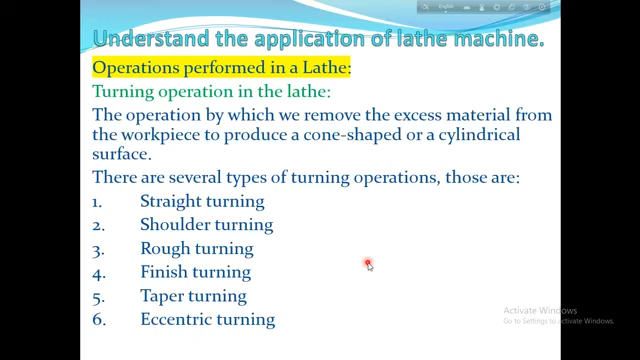 Understand the application of lathe machine.
Operations performed in a Lathe:
Turning operation in the lathe:
The operation by which we remove the excess material from
the workpiece to produce a cone-shaped or a cylindrical
surface.
There are several types of turning operations, those are:
1. Straight turning
2. Shoulder turning
3. Rough turning
4. Finish turning
5. Taper turning
6. Eccentric turning
Activate Windows
Go to Settings to activate Windows.